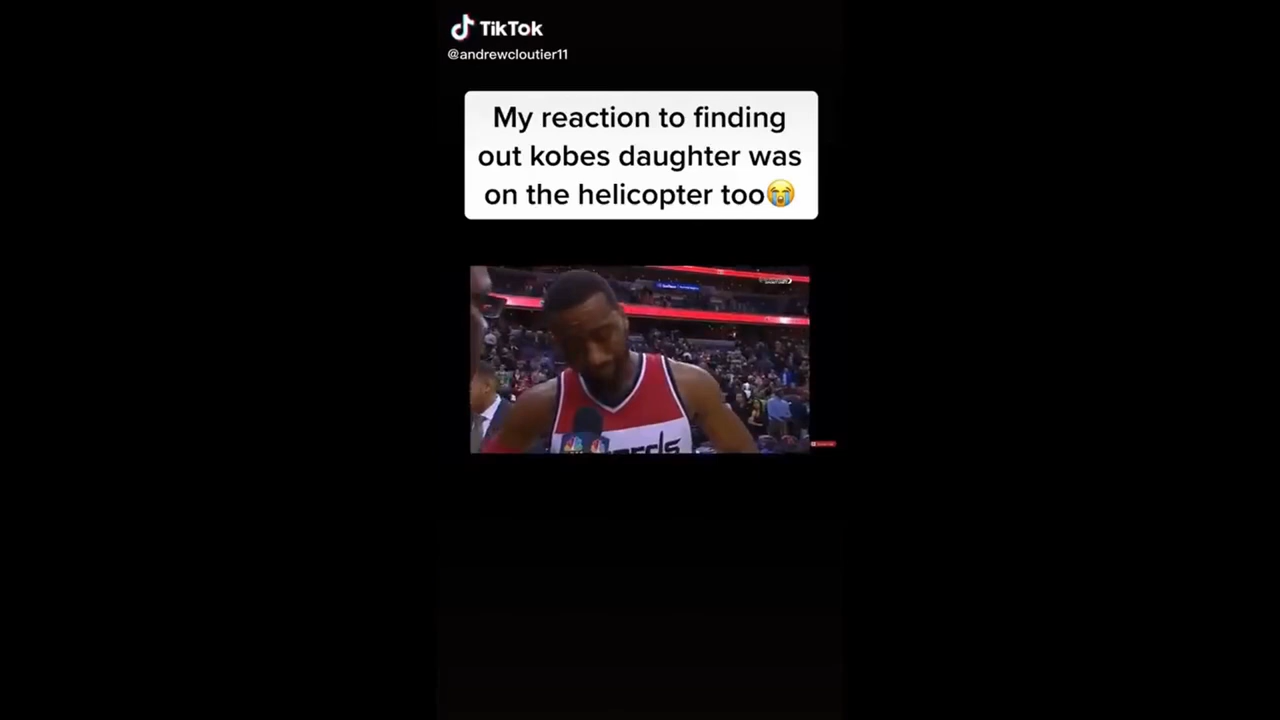 TikTok
@andrewcloutier11
My reaction to finding
out kobes daughter was
on the helicopter too😭